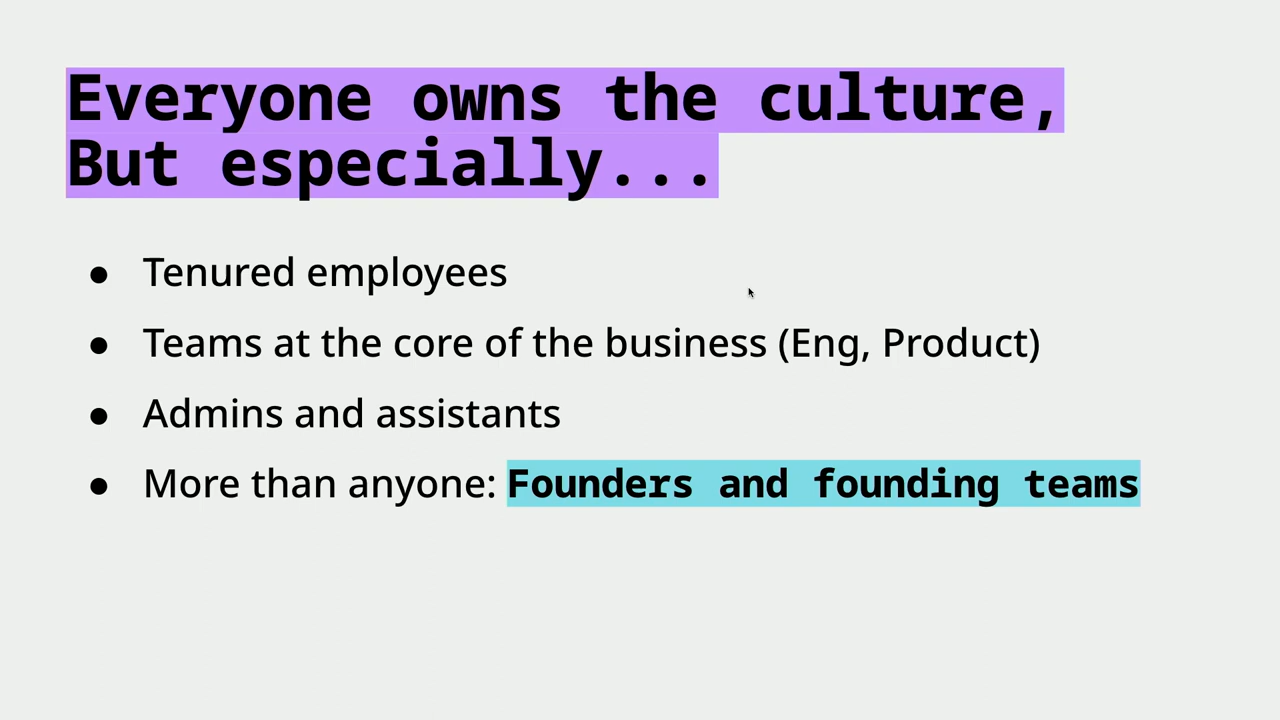 Everyone owns the culture,
But especially...
● Tenured employees
● Teams at the core of the business (Eng, Product)
● Admins and assistants
● More than anyone: Founders and founding teams